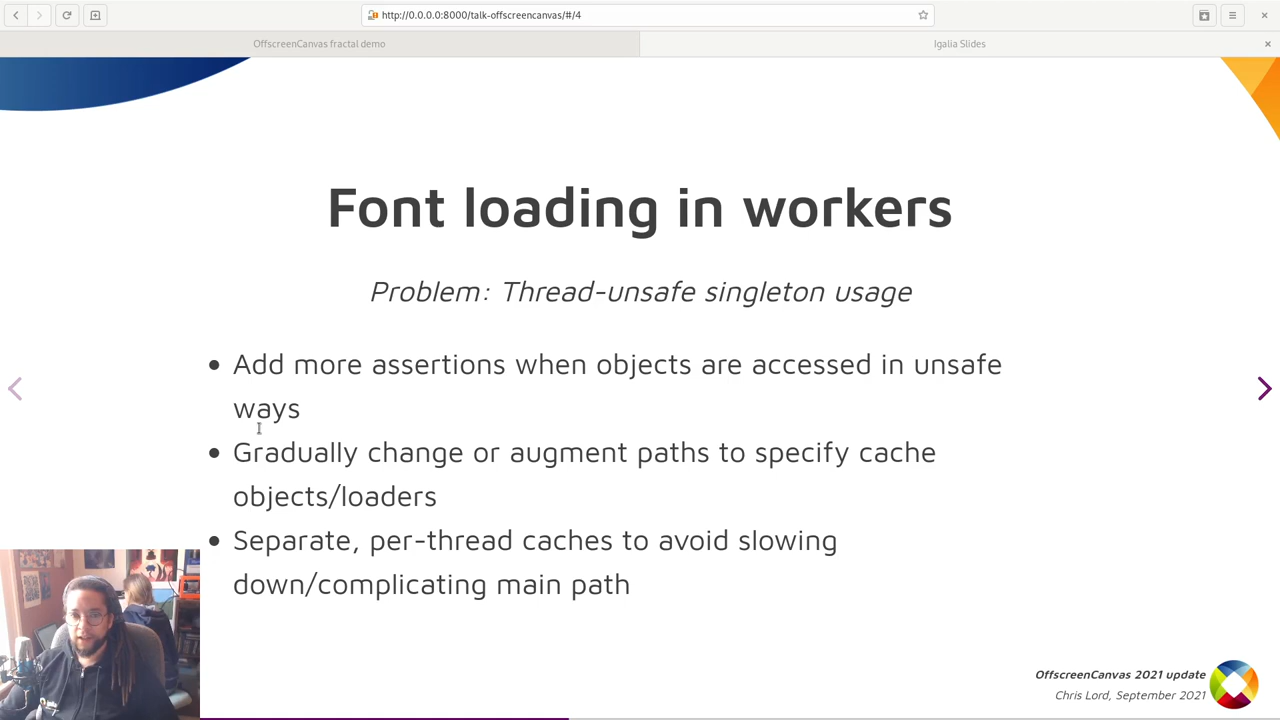 http://0.0.0.0:8000/talk-offscreencanvas/#/4
OffscreenCanvas fractal demo
Igalia Slides
Font loading in workers
Problem: Thread-unsafe singleton usage
• Add more assertions when objects are accessed in unsafe
ways
• Gradually change or augment paths to specify cache
objects/loaders
• Separate, per-thread caches to avoid slowing
down/complicating main path
OffscreenCanvas 2021 update
Chris Lord, September 2021